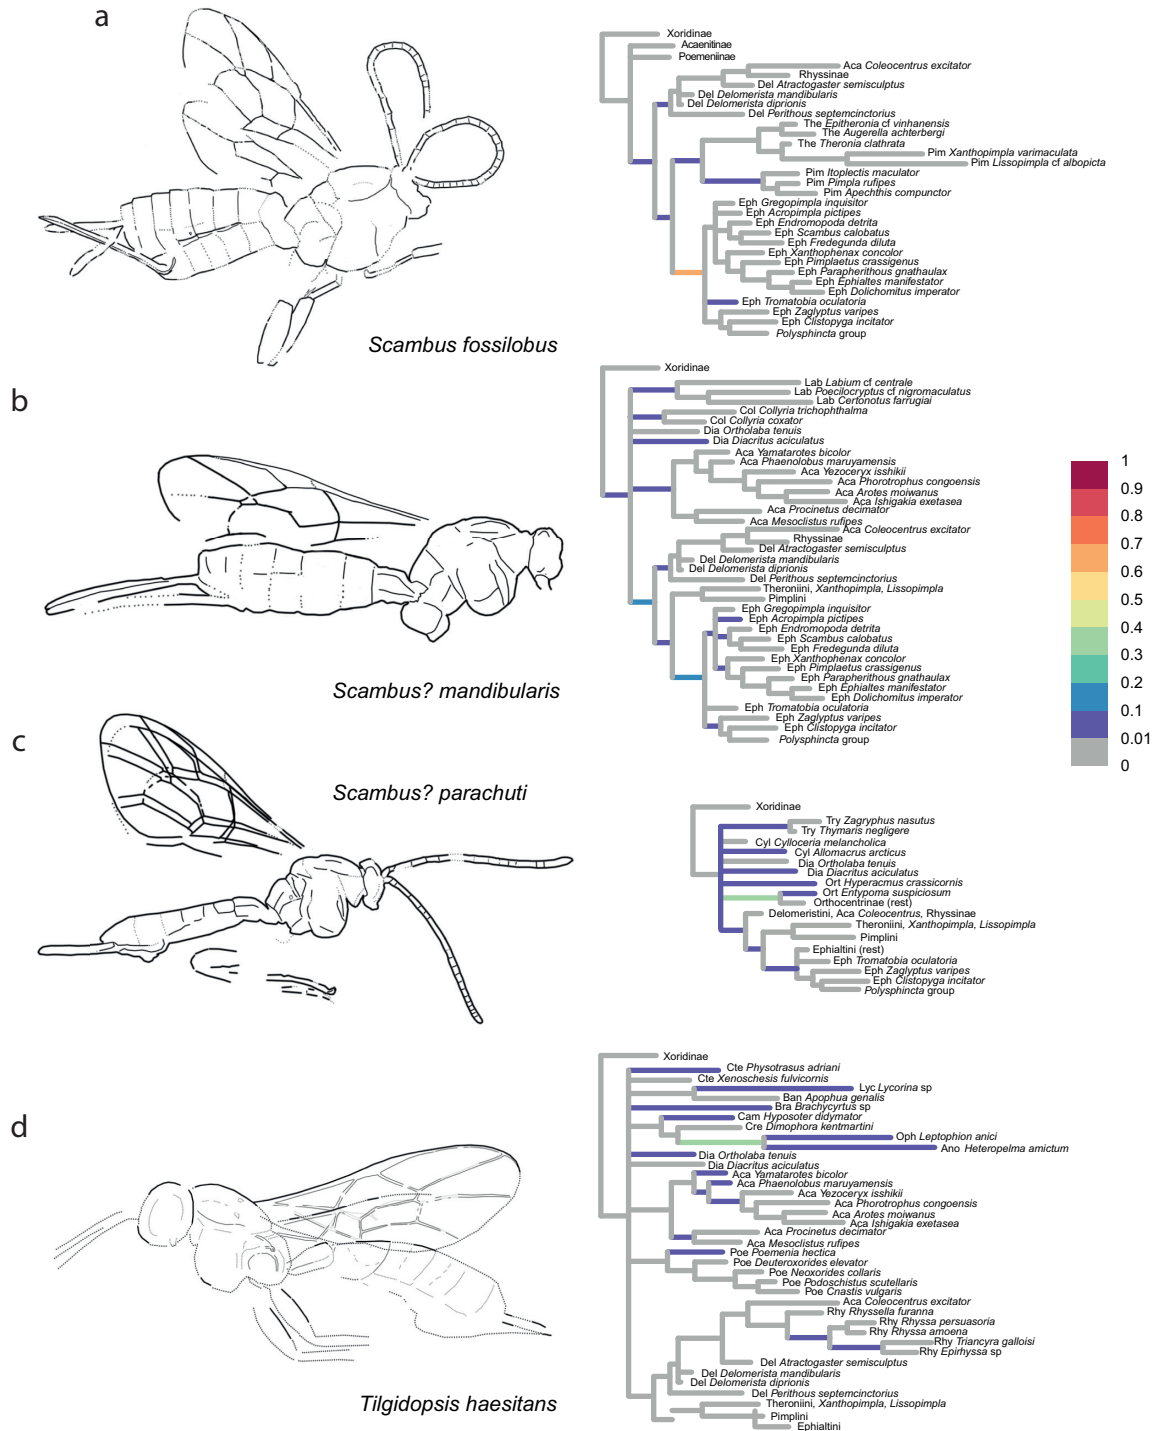 a
Xoridinae
Acaenitinae
Poemeniinae
Aca Coleocentrus excitator
Rhyssinae
Del Atractogaster semisculptus
Del Delomerista mandibularis
Del Delomerista diprionis
Del Perithous septemcinctorius
The Epitheronia cf vinhanensis
The Augerella achterbergi
The Theronia clathrata
Pim Xanthopimpla varimaculata
Pim Lissopimpla cf albopicta
Pim Itoplectis maculator
Pim Pimpla rufipes
Pim Apechthis compunctor
Eph Gregopimpla inquisitor
Eph Acropimpla pictipes
Eph Endromopoda detrita
Eph Scambus calobatus
Eph Fredegunda diluta
Eph Xanthophenax concolor
Eph Pimplaetus crassigenus
Eph Parapherithous gnathaulax
Eph Ephialtes manifestator
Eph Dolichomitus imperator
Eph Tromatobia oculatoria
Eph Zaglyptus varipes
Eph Clistopyga incitator
Polysphincta group
Scambus fossilobus
b
Xoridinae
Lab Labium cf centrale
Lab Poecilocryptus cf nigromaculatus
Lab Certonotus farrugiai
Col Collyria trichophthalma
Col Collyria coxator
Dia Ortholaba tenuis
Dia Diacritus aciculatus
Aca Yamatarotes bicolor
Aca Phaenolobus maruyamensis
Aca Yezoceryx isshikii
Aca Phorotrophus congoensis
Aca Arotes moiwanus
Aca Ishigakia exetasea
Aca Procinetus decimator
Aca Mesoclistus rufipes
Aca Coleocentrus excitator
Rhyssinae
Del Atractogaster semisculptus
Del Delomerista mandibularis
Del Delomerista diprionis
Del Perithous septemcinctorius
Theroniini, Xanthopimpla, Lissopimpla
Pimplini
Eph Gregopimpla inquisitor
Eph Acropimpla pictipes
Eph Endromopoda detrita
Eph Scambus calobatus
Eph Fredegunda diluta
Eph Xanthophenax concolor
Eph Pimplaetus crassigenus
Eph Parapherithous gnathaulax
Eph Ephialtes manifestator
Eph Dolichomitus imperator
Eph Tromatobia oculatoria
Eph Zaglyptus varipes
Eph Clistopyga incitator
Polysphincta group
Scambus? mandibularis
1
0.9
0.8
0.7
0.6
0.5
0.4
0.3
0.2
0.1
0.01
0
c
Scambus? parachuti
Xoridinae
Try Zagryphus nasutus
Try Thymaris negligere
Cyl Cylloceria melancholica
Cyl Allomacrus arcticus
Dia Ortholaba tenuis
Dia Diacritus aciculatus
Ort Hyperacmus crassicornis
Ort Entypoma suspiciosum
Orthocentrinae (rest)
Delomeristini, Aca Coleocentrus, Rhyssinae
Theroniini, Xanthopimpla, Lissopimpla
Pimplini
Ephialtini (rest)
Eph Tromatobia oculatoria
Eph Zaglyptus varipes
Eph Clistopyga incitator
Polysphincta group
d
Xoridinae
Cte Physotrasus adriani
Cte Xenoschesis fulvicornis
Lyc Lycorina sp
Ban Apophua genalis
Bra Brachycyrtus sp
Cam Hyposoter didymator
Cre Dimophora kentmartini
Oph Leptophion anici
Ano Heteropelma amictum
Dia Ortholaba tenuis
Dia Diacritus aciculatus
Aca Yamatarotes bicolor
Aca Phaenolobus maruyamensis
Aca Yezoceryx isshikii
Aca Phorotrophus congoensis
Aca Arotes moiwanus
Aca Ishigakia exetasea
Aca Procinetus decimator
Aca Mesoclistus rufipes
Poe Poemenia hectica
Poe Deuteroxorides elevator
Poe Neoxorides collaris
Poe Podoschistus scutellaris
Poe Cnastis vulgaris
Aca Coleocentrus excitator
Rhy Rhyssella furanna
Rhy Rhyssa persuasoria
Rhy Rhyssa amoena
Rhy Triancyra galloisi
Rhy Epirhyssa sp
Del Atractogaster semisculptus
Del Delomerista mandibularis
Del Delomerista diprionis
Del Perithous septemcinctorius
Theroniini, Xanthopimpla, Lissopimpla
Pimplini
Ephialtini
Tilgidopsis haesitans